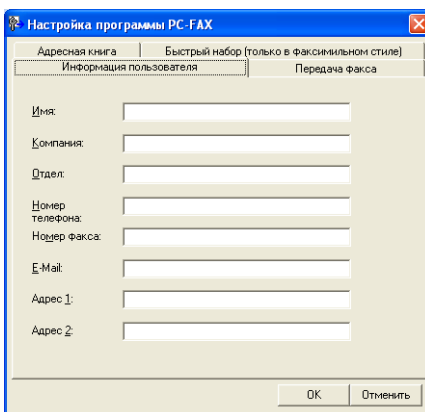 Настройка программы PC-FAX
Адресная книга
Быстрый набор (только в факсимильном стиле)
Информация пользователя
Передача факса
Имя:
Компания:
Отдел:
Номер
телефона:
Номер факса:
E-Mail:
Адрес 1:
Адрес 2:
OK
Отменить